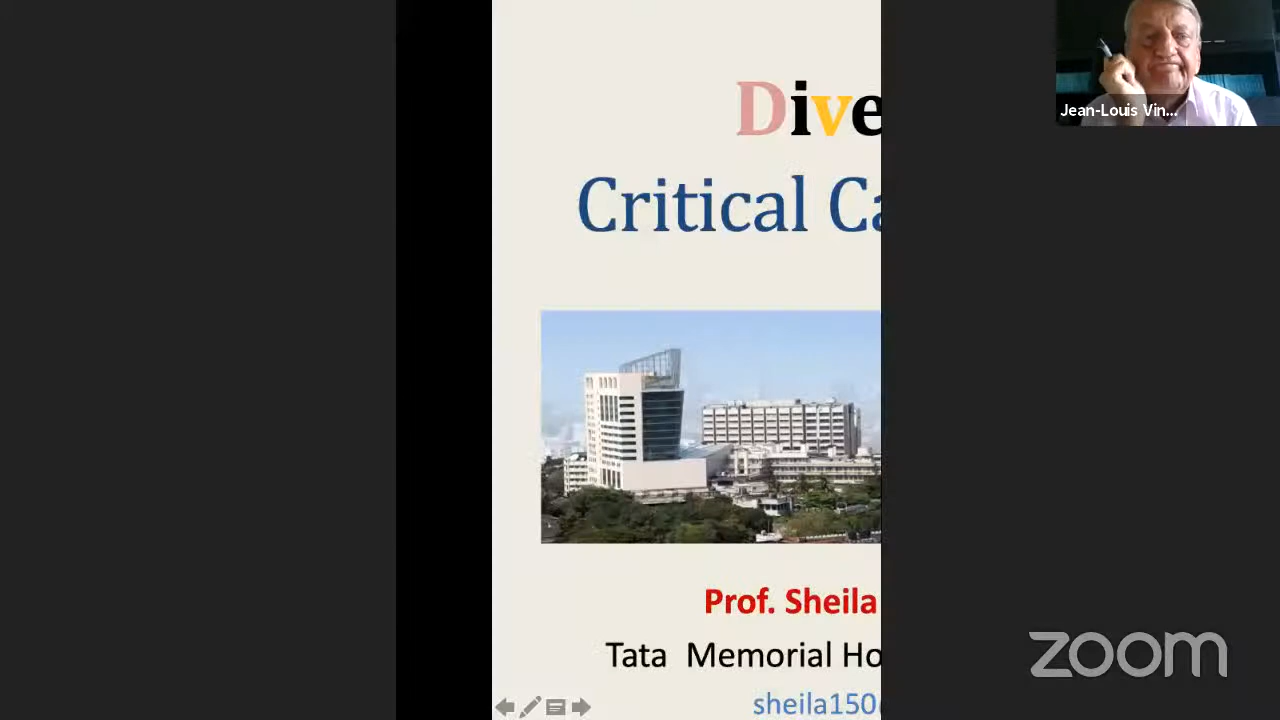 Dive
Critical Ca
Prof. Sheila
Tata Memorial Ho
sheila150
Jean-Louis Vin...
zoom